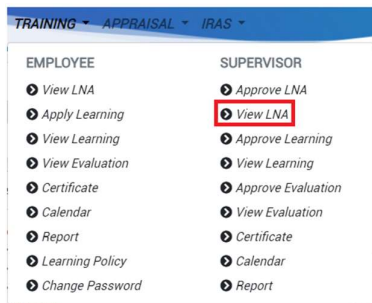 TRAINING APPRAISAL IRAS
EMPLOYEE
View LNA
Apply Learning
View Learning
View Evaluation
Certificate
Calendar
Report
Learning Policy
Change Password
SUPERVISOR
Approve LNA
View LNA
Approve Learning
View Learning
Approve Evaluation
View Evaluation
Certificate
Calendar
Report